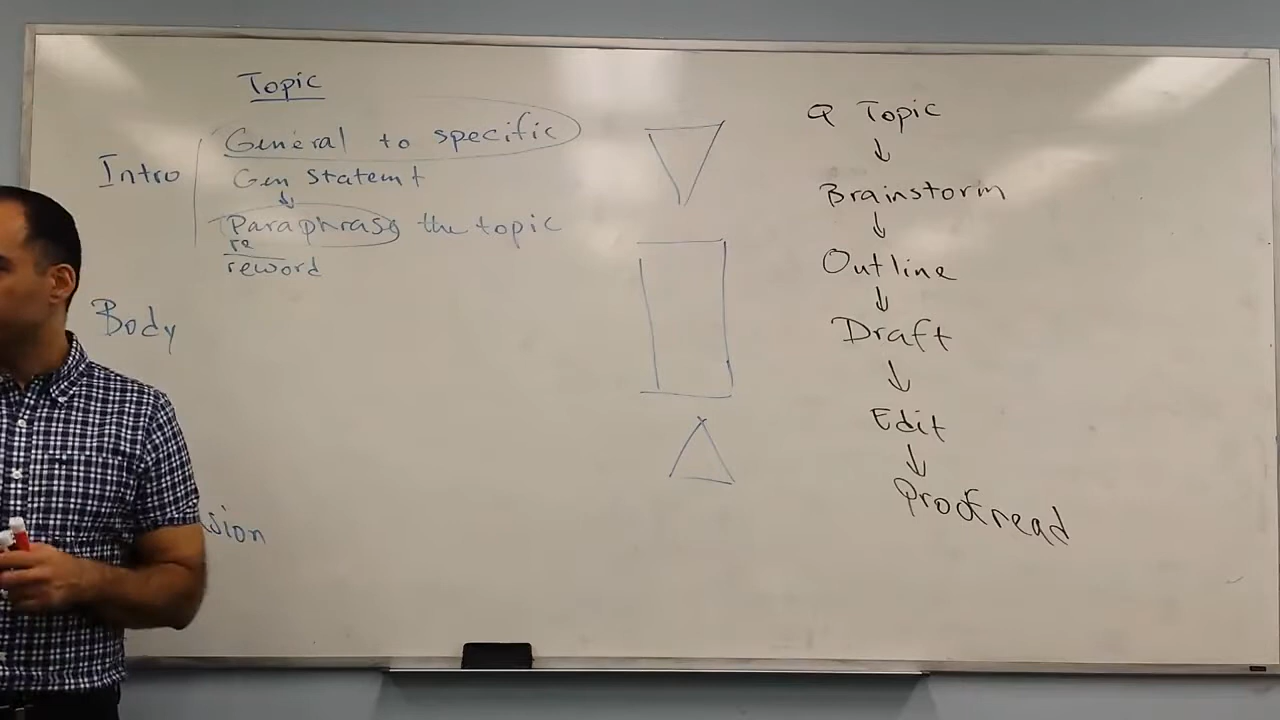 Topic
General to specific
Intro
Gen Statemt
Paraphrase the topic
re
reword
Body
sion
Q Topic
Brainstorm
Outline
Draft
Edit
Proofread